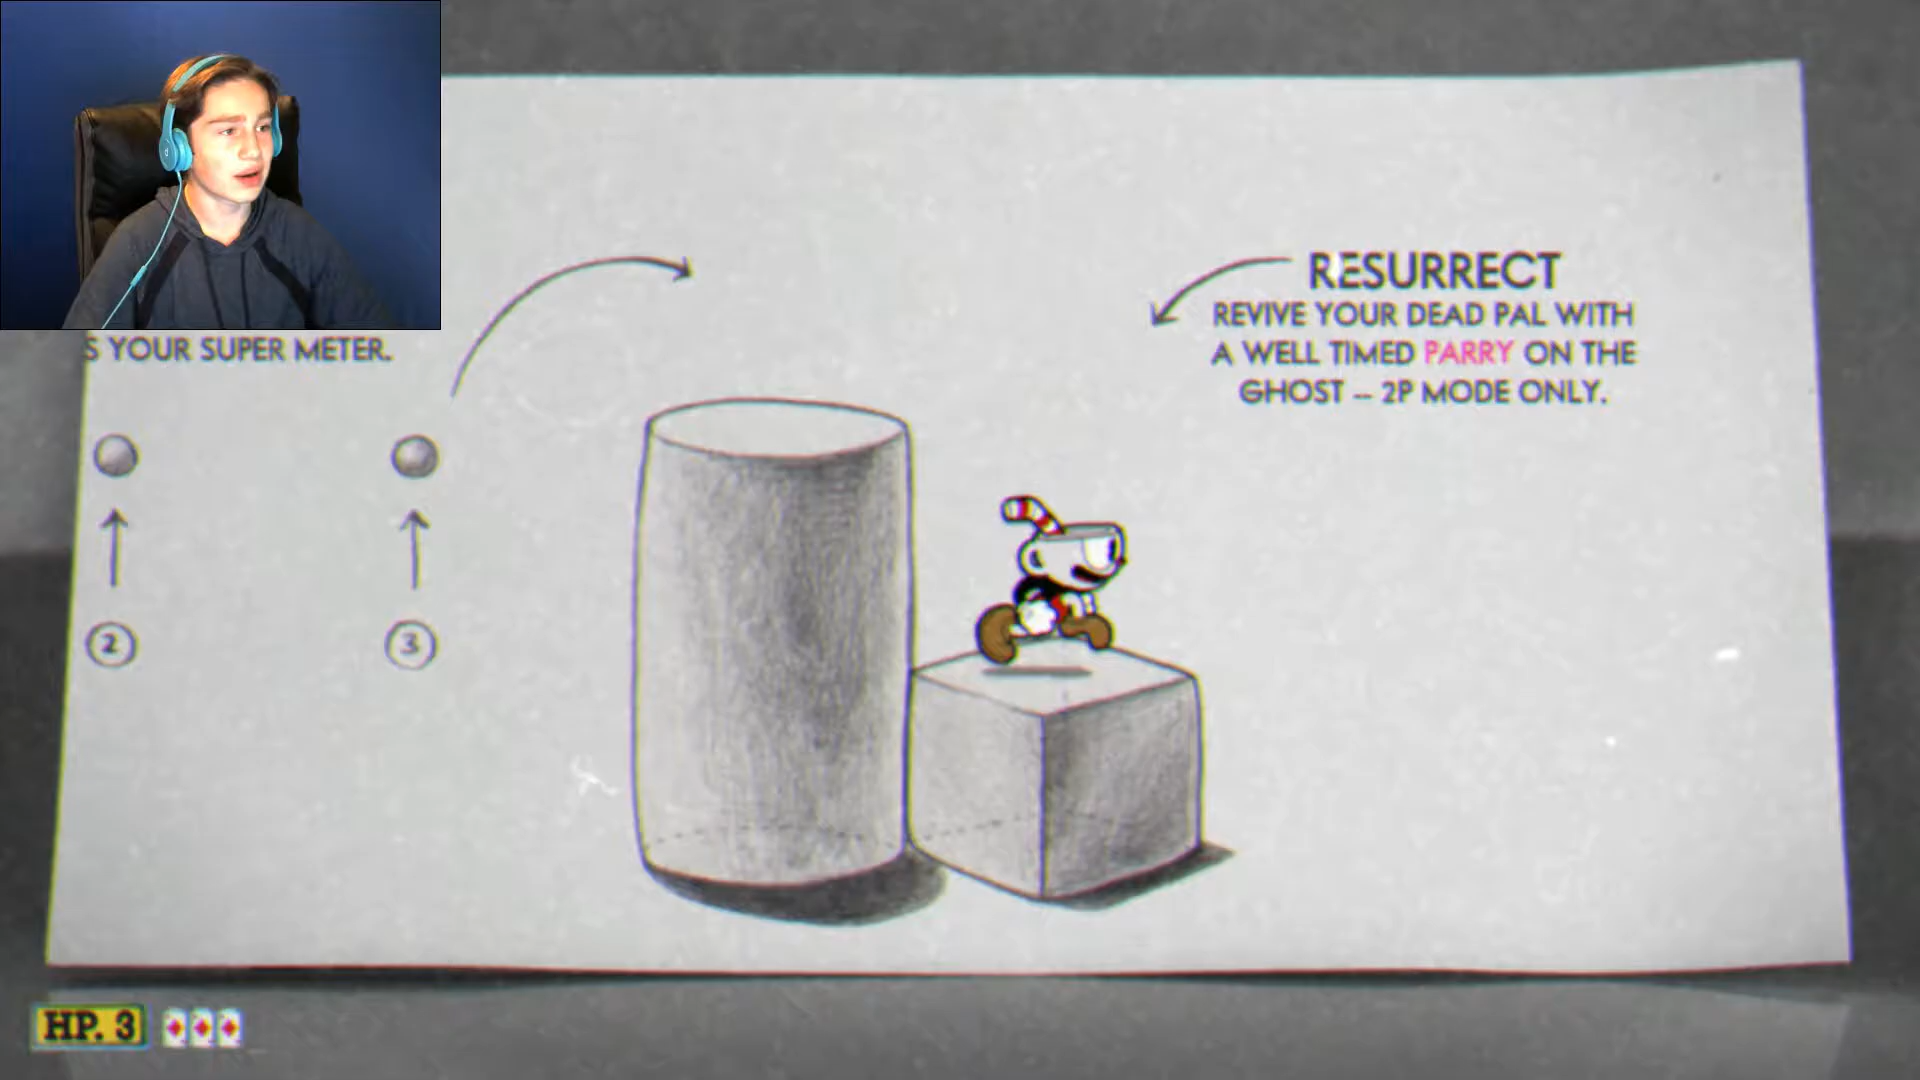 S YOUR SUPER METER.
2
3
RESURRECT
REVIVE YOUR DEAD PAL WITH
A WELL TIMED PARRY ON THE
GHOST -- 2P MODE ONLY.
HP. 3